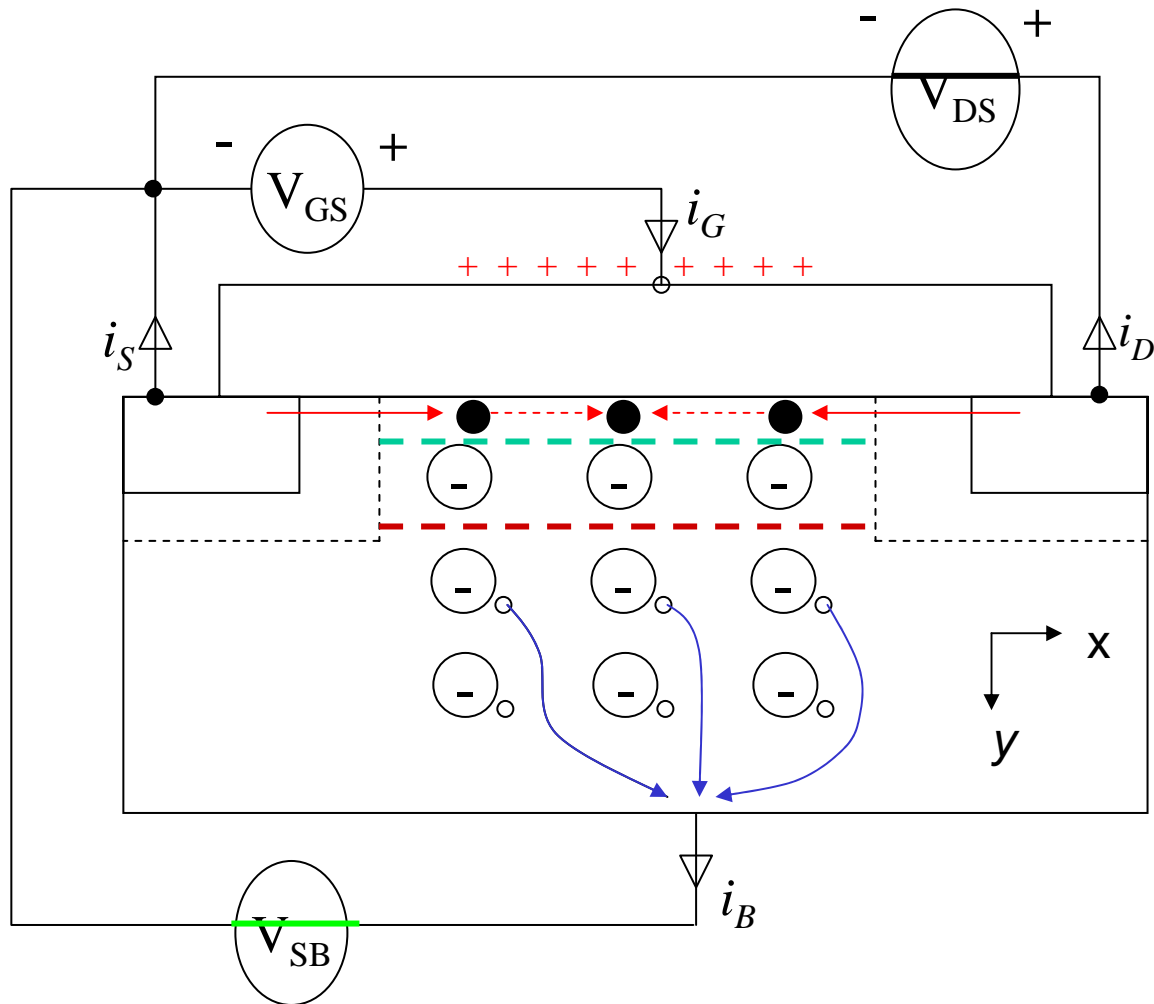 - +
V_DS
- +
V_GS
i_G
+ + + + + + + + +
i_S
i_D
- - -
- - -
x
- - -
y
i_B
V_SB